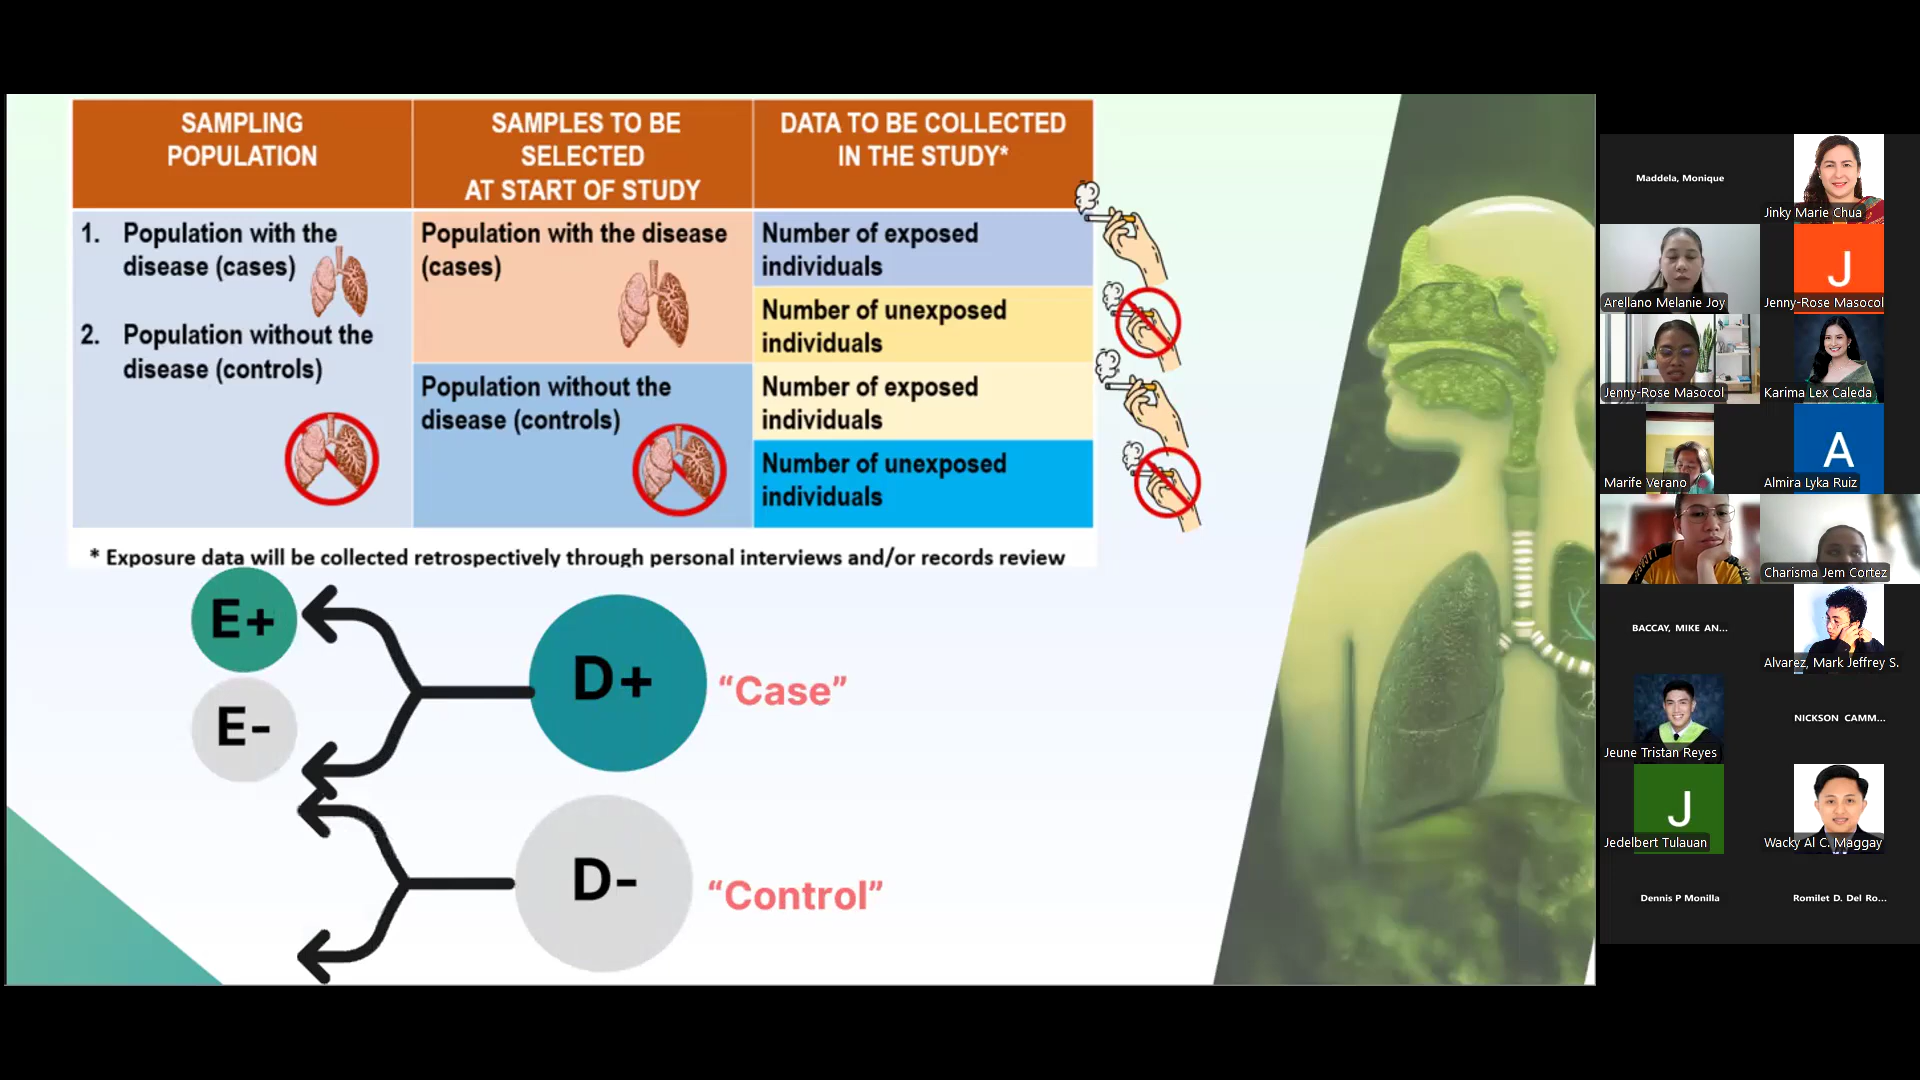 SAMPLING
POPULATION
SAMPLES TO BE
SELECTED
AT START OF STUDY
DATA TO BE COLLECTED
IN THE STUDY*
1. Population with the
disease (cases)
2. Population without the
disease (controls)
Population with the disease
(cases)
Population without the
disease (controls)
Number of exposed
individuals
Number of unexposed
individuals
Number of exposed
individuals
Number of unexposed
individuals
* Exposure data will be collected retrospectively through personal interviews and/or records review
E+
E-
D+
"Case"
D-
"Control"
Maddela, Monique
Jinky Marie Chua
Arellano Melanie Joy
J
Jenny-Rose Masocol
Jenny-Rose Masocol
Karima Lex Caleda
Marife Verano
A
Almira Lyka Ruiz
Charisma Jem Cortez
BACCAY, MIKE AN...
Alvarez, Mark Jeffrey S.
Jeune Tristan Reyes
NICKSON CAMM...
J
Jedelbert Tulauan
Wacky Al C. Maggay
Dennis P Monilla
Romilet D. Del Ro...